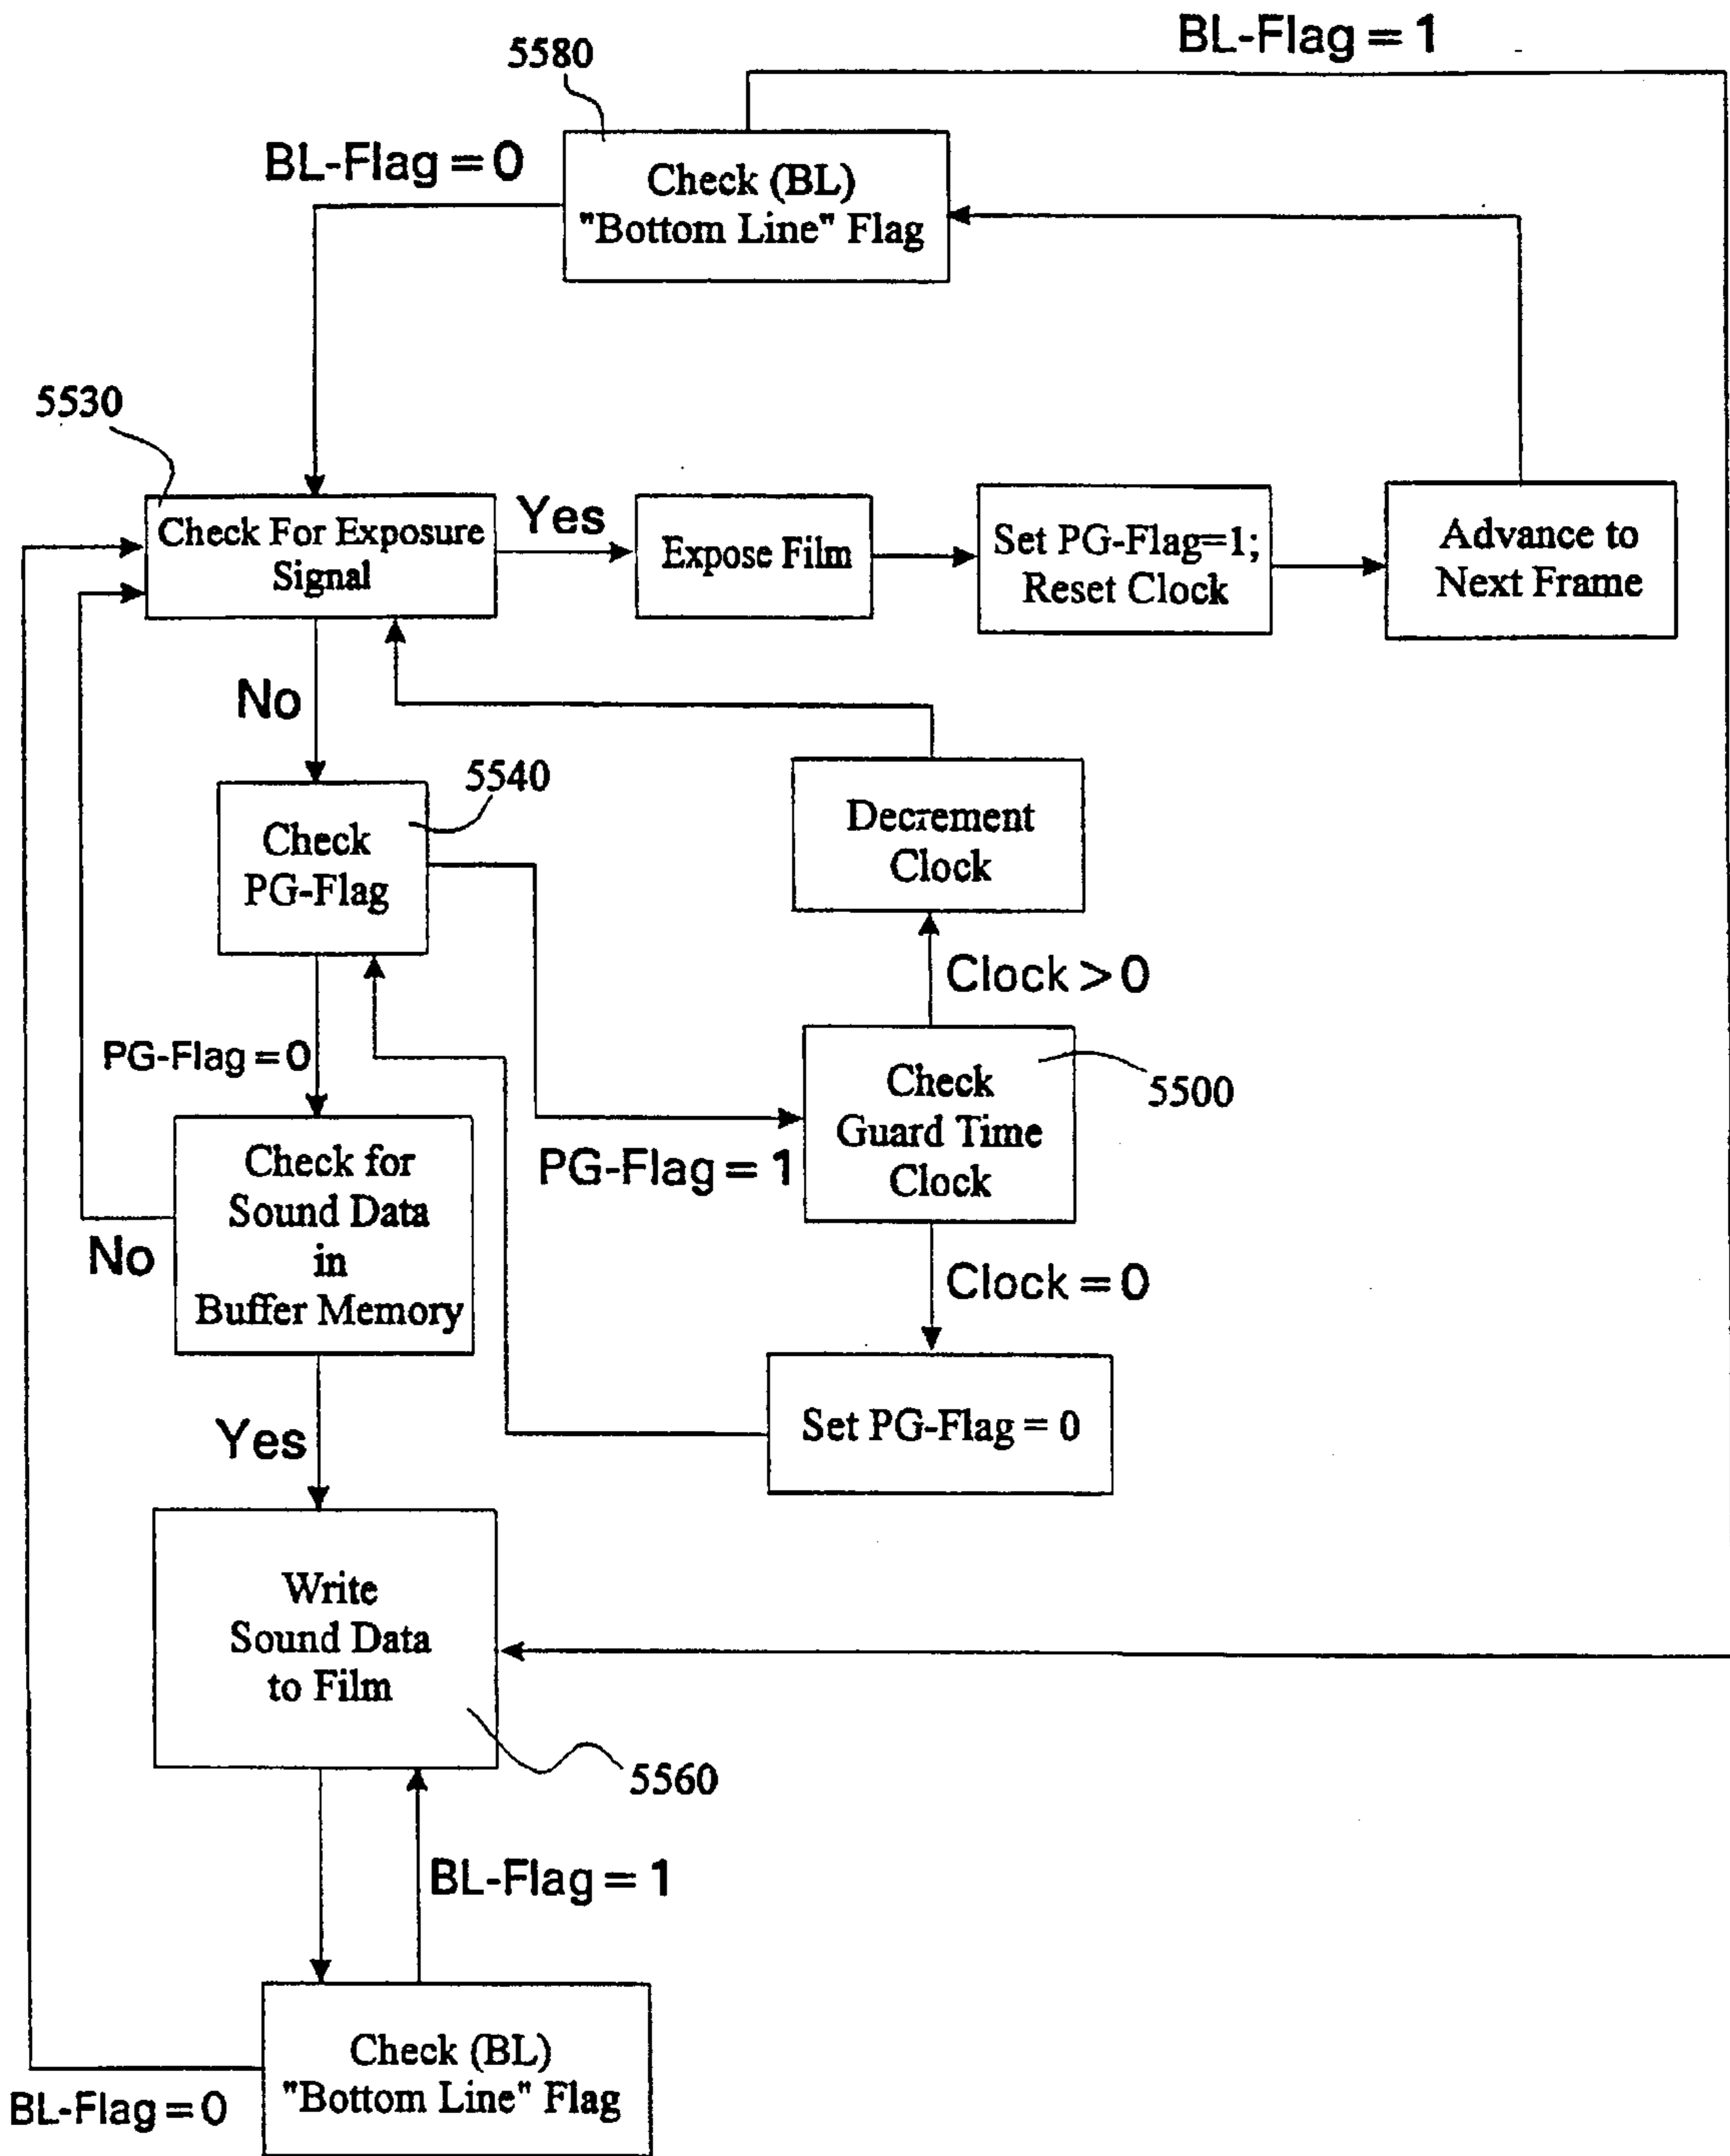 BL-Flag = 1
5580
BL-Flag = 0
Check (BL)
"Bottom Line" Flag
5530
Check For Exposure
Signal
Yes
Expose Film
Set PG-Flag=1;
Reset Clock
Advance to
Next Frame
No
5540
Check
PG-Flag
Decrement
Clock
Clock > 0
PG-Flag = 0
Check
Guard Time
Clock
5500
PG-Flag = 1
Check for
Sound Data
in
Buffer Memory
No
Clock = 0
Set PG-Flag = 0
Yes
Write
Sound Data
to Film
5560
BL-Flag = 1
Check (BL)
"Bottom Line" Flag
BL-Flag = 0